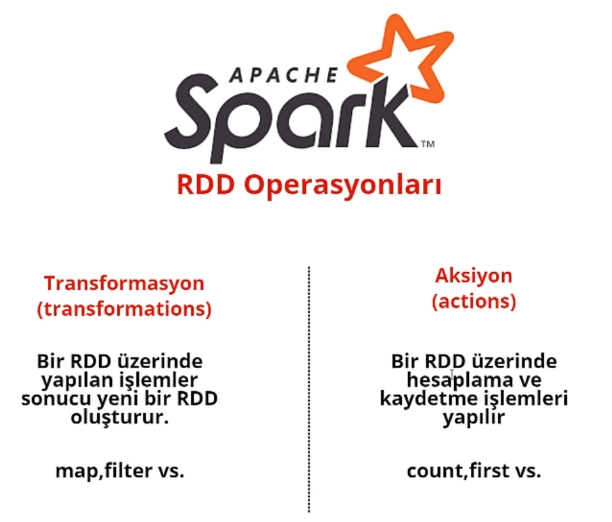 APACHE
Spark™
RDD Operasyonları
Transformasyon
(transformations)
Bir RDD üzerinde
yapılan işlemler
sonucu yeni bir RDD
oluşturur.
map,filter vs.
Aksiyon
(actions)
Bir RDD üzerinde
hesaplama ve
kaydetme işlemleri
yapılır
count,first vs.